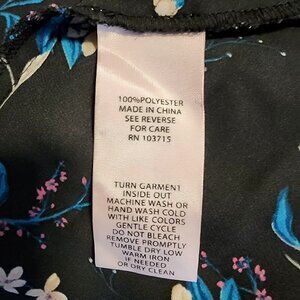 100%POLYESTER
MADE IN CHINA
SEE REVERSE
FOR CARE
RN 103715
TURN GARMENT
INSIDE OUT
MACHINE WASH OR
HAND WASH COLD
WITH LIKE COLORS
GENTLE CYCLE
DO NOT BLEACH
REMOVE PROMPTLY
TUMBLE DRY LOW
WARM IRON
IF NEEDED
OR DRY CLEAN